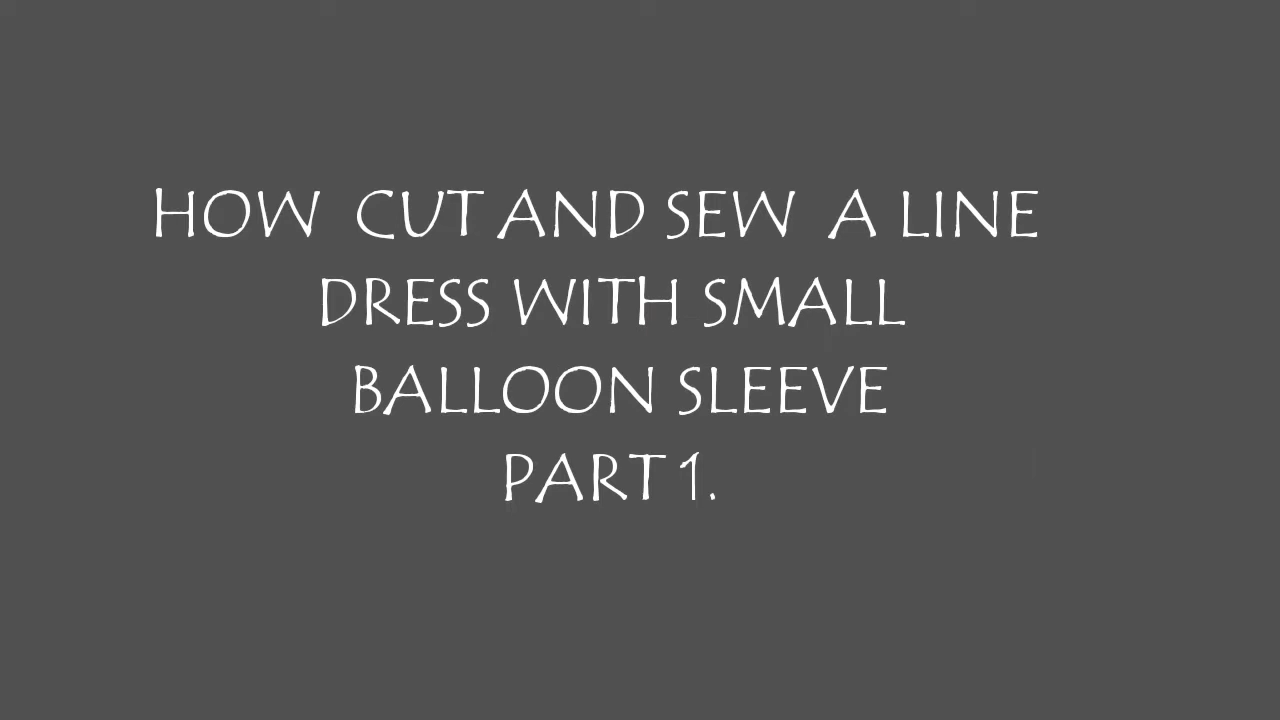 HOW CUT AND SEW A LINE
DRESS WITH SMALL
BALLOON SLEEVE
PART 1.